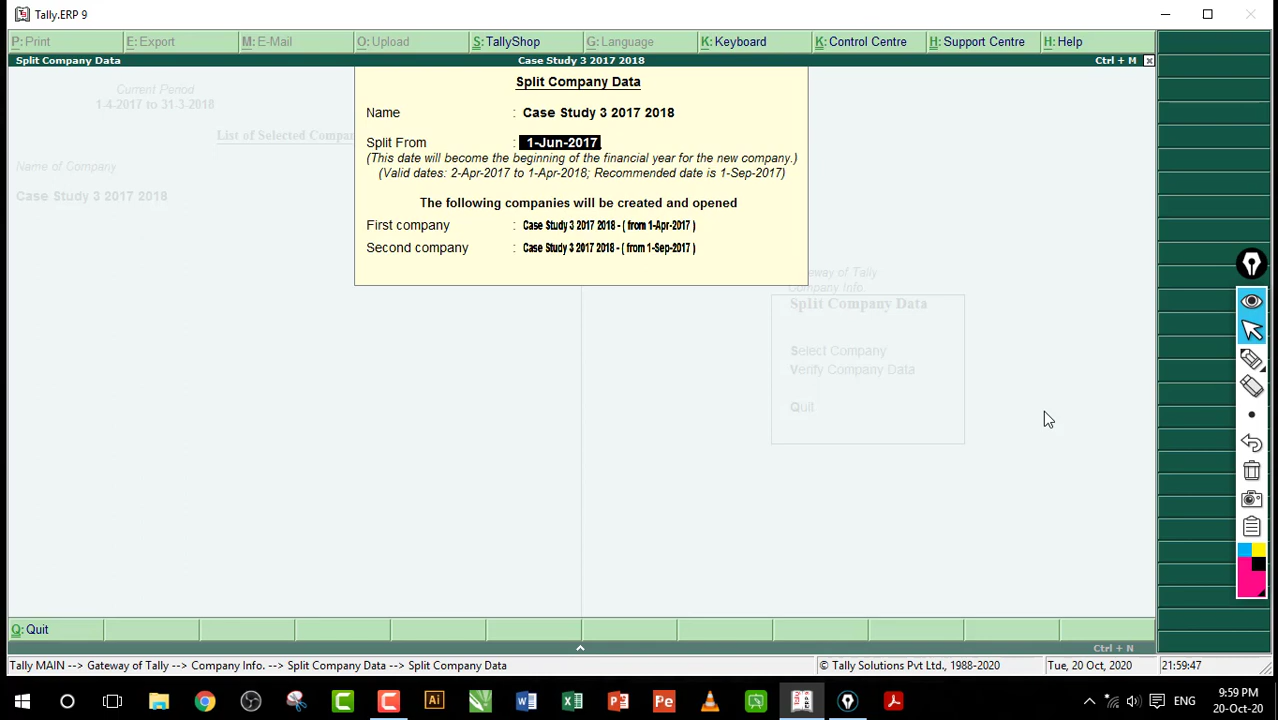 Tally.ERP 9
P: Print E: Export M: E-Mail O: Upload S: TallyShop G: Language K: Keyboard K: Control Centre H: Support Centre H: Help
Split Company Data Case Study 3 2017 2018 Ctrl + M
Current Period
1-4-2017 to 31-3-2018
List of Selected Compan
Name of Company
Case Study 3 2017 2018
Split Company Data
Name : Case Study 3 2017 2018
Split From : 1-Jun-2017
(This date will become the beginning of the financial year for the new company.)
(Valid dates: 2-Apr-2017 to 1-Apr-2018; Recommended date is 1-Sep-2017)
The following companies will be created and opened
First company : Case Study 3 2017 2018 - ( from 1-Apr-2017 )
Second company : Case Study 3 2017 2018 - ( from 1-Sep-2017 )
eway of Tally
Company Info.
Split Company Data
Select Company
Verify Company Data
Quit
Q: Quit
Ctrl + N
Tally MAIN --> Gateway of Tally --> Company Info. --> Split Company Data --> Split Company Data © Tally Solutions Pvt Ltd., 1988-2020 Tue, 20 Oct, 2020 21:59:47
Ai Pe ENG 9:59 PM
20-Oct-20